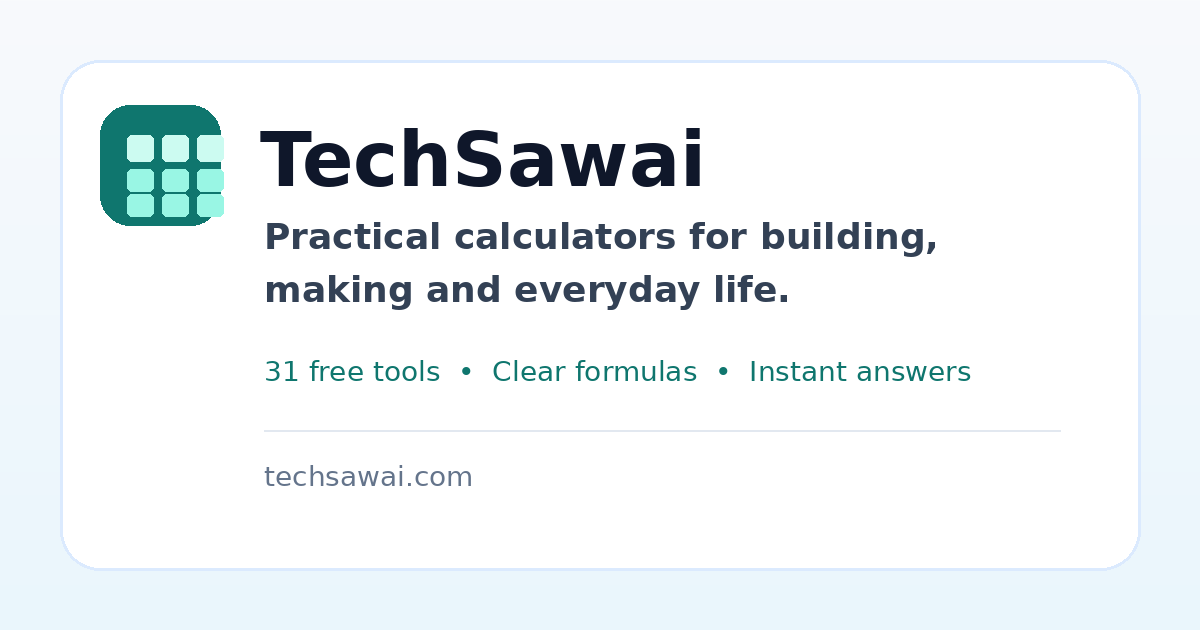 TechSawai
Practical calculators for building,
making and everyday life.
31 free tools • Clear formulas • Instant answers
techsawai.com